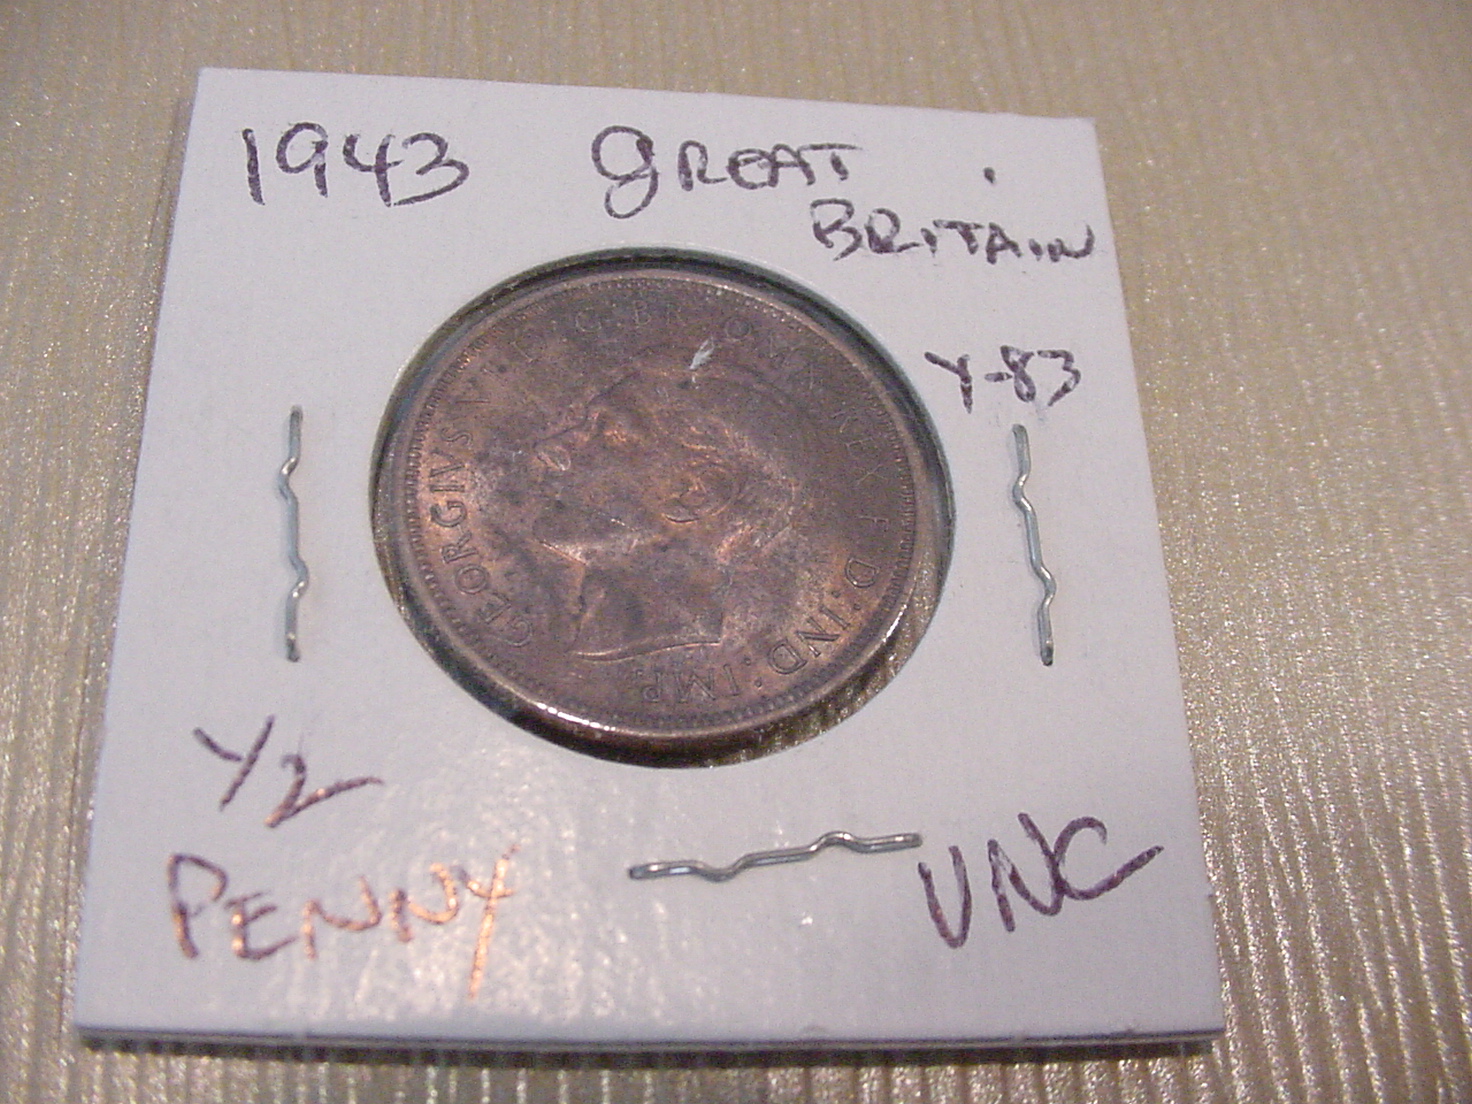 1943 GREAT
BRITAIN
Y-83
GEORGIVS VI D:G:BR:OMN:REX F:D:IND:IMP.
1/2
PENNY
UNC